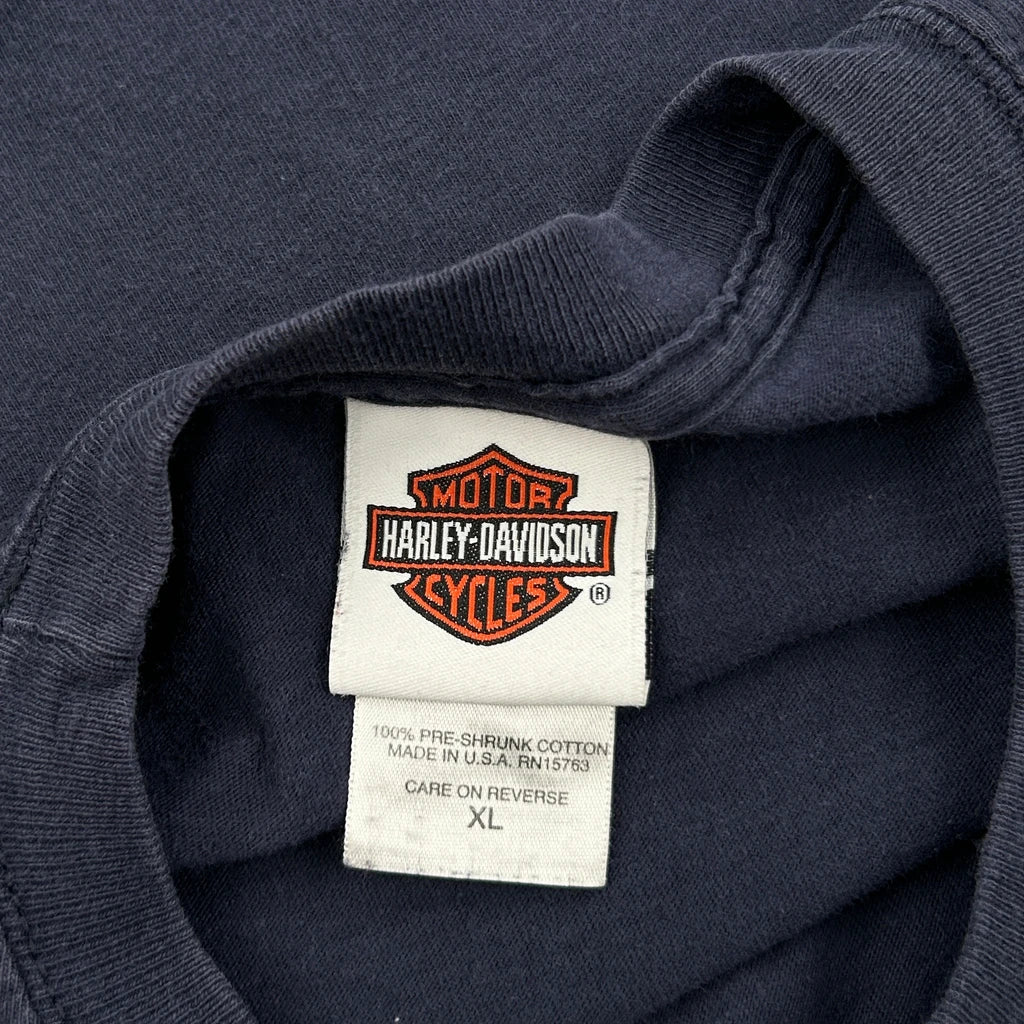 MOTOR
HARLEY-DAVIDSON
CYCLES
®
100% PRE-SHRUNK COTTON
MADE IN U.S.A. RN15763
CARE ON REVERSE
XL